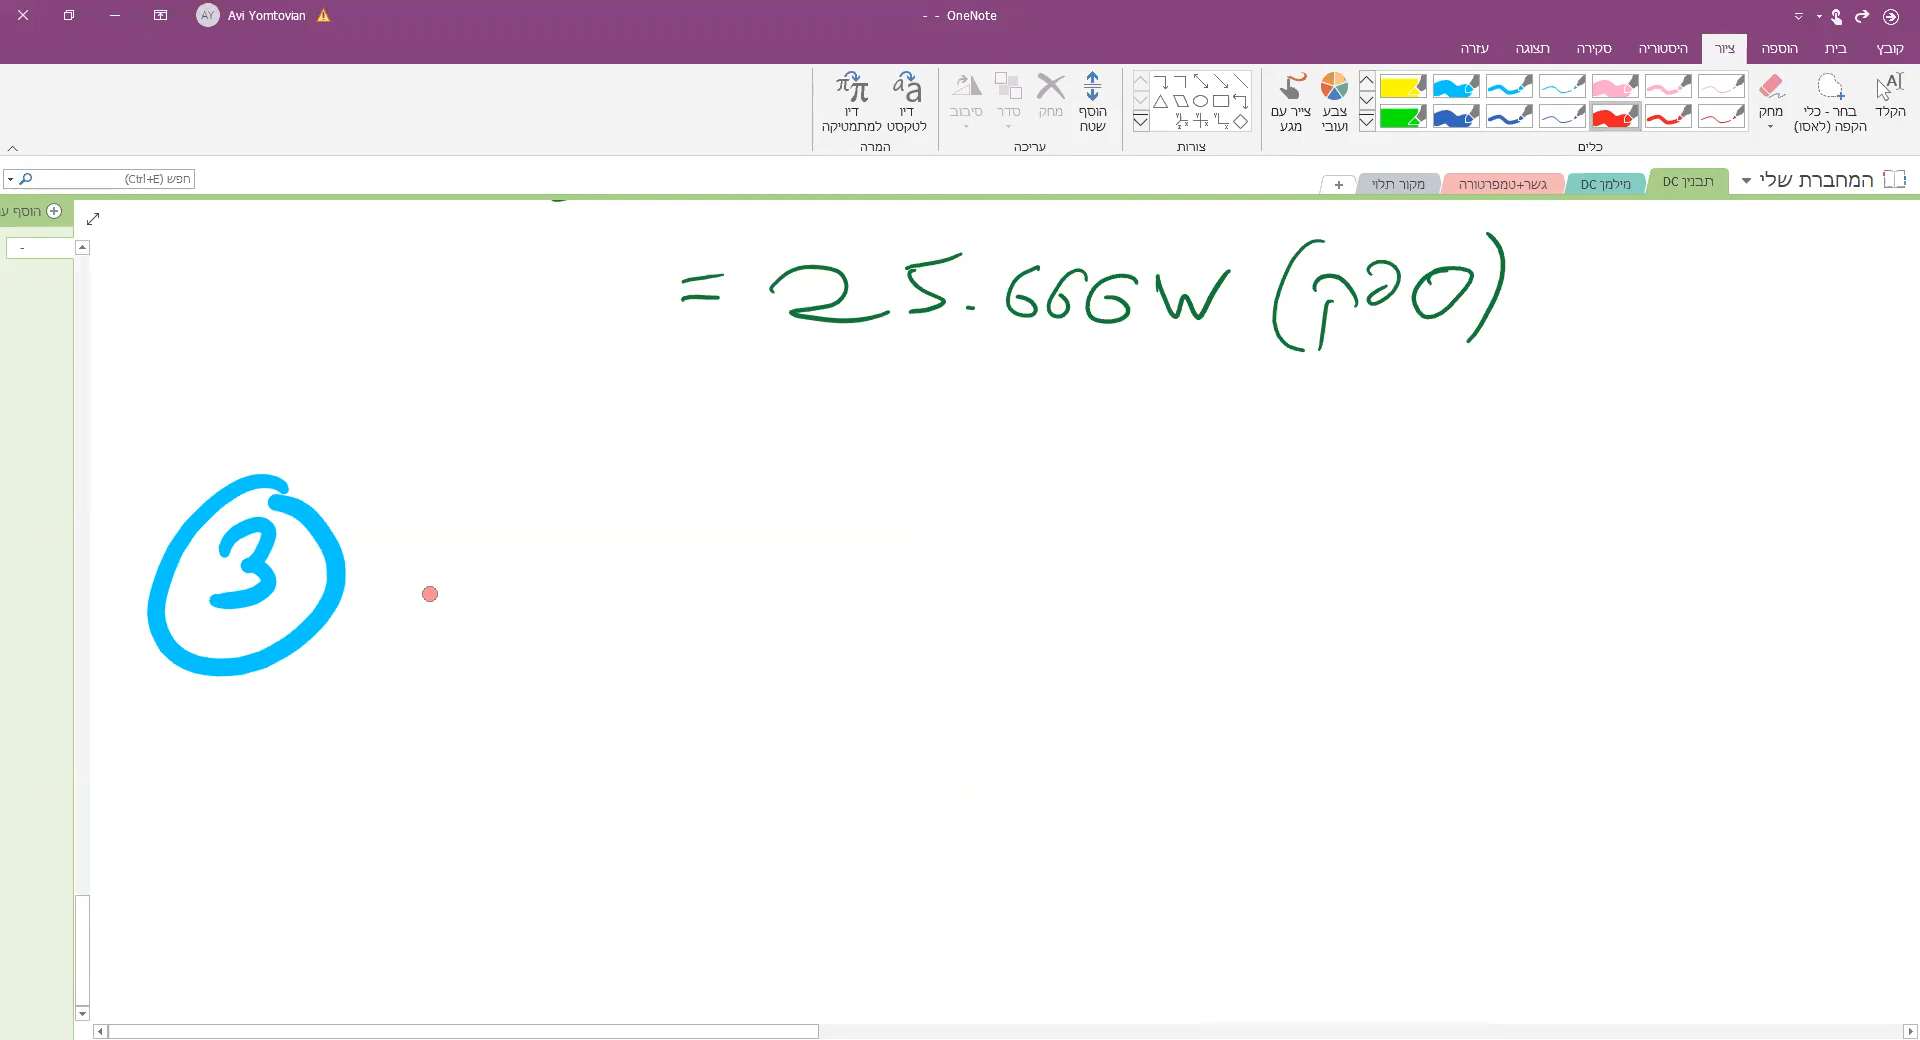 Avi Yomtovian
- - OneNote
קובץ בית הוספה ציור היסטוריה סקירה תצוגה עזרה
הקלד
בחר - כלי הקפה (לאסו)
מחק
כלים
צבע ועובי
צייר עם מגע
צורות
הוסף שטח
מחק
סדר
סיבוב
עריכה
דיו לטקסט
דיו למתמטיקה
המרה
המחברת שלי
תבנין DC
מילמן DC
גשר+טמפרטורה
מקור תלוי
+
חפש (Ctrl+E)
-
= 25.666W (ספק)
3